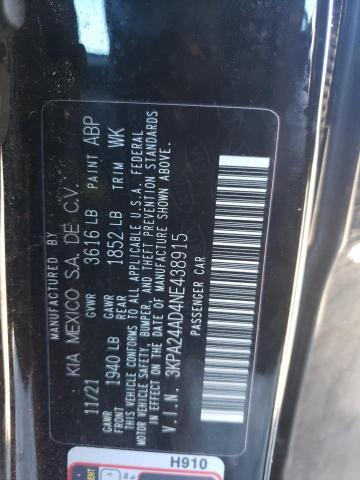 MANUFACTURED BY
KIA MEXICO S.A. DE C.V.
11/21 GVWR 3616 LB PAINT ABP
GAWR FRONT 1940 LB GAWR REAR 1852 LB TRIM WK
THIS VEHICLE CONFORMS TO ALL APPLICABLE U.S.A. FEDERAL
MOTOR VEHICLE SAFETY, BUMPER, AND THEFT PREVENTION STANDARDS
IN EFFECT ON THE DATE OF MANUFACTURE SHOWN ABOVE.
V.I.N. 3KPA24AD4NE438915
PASSENGER CAR
H910